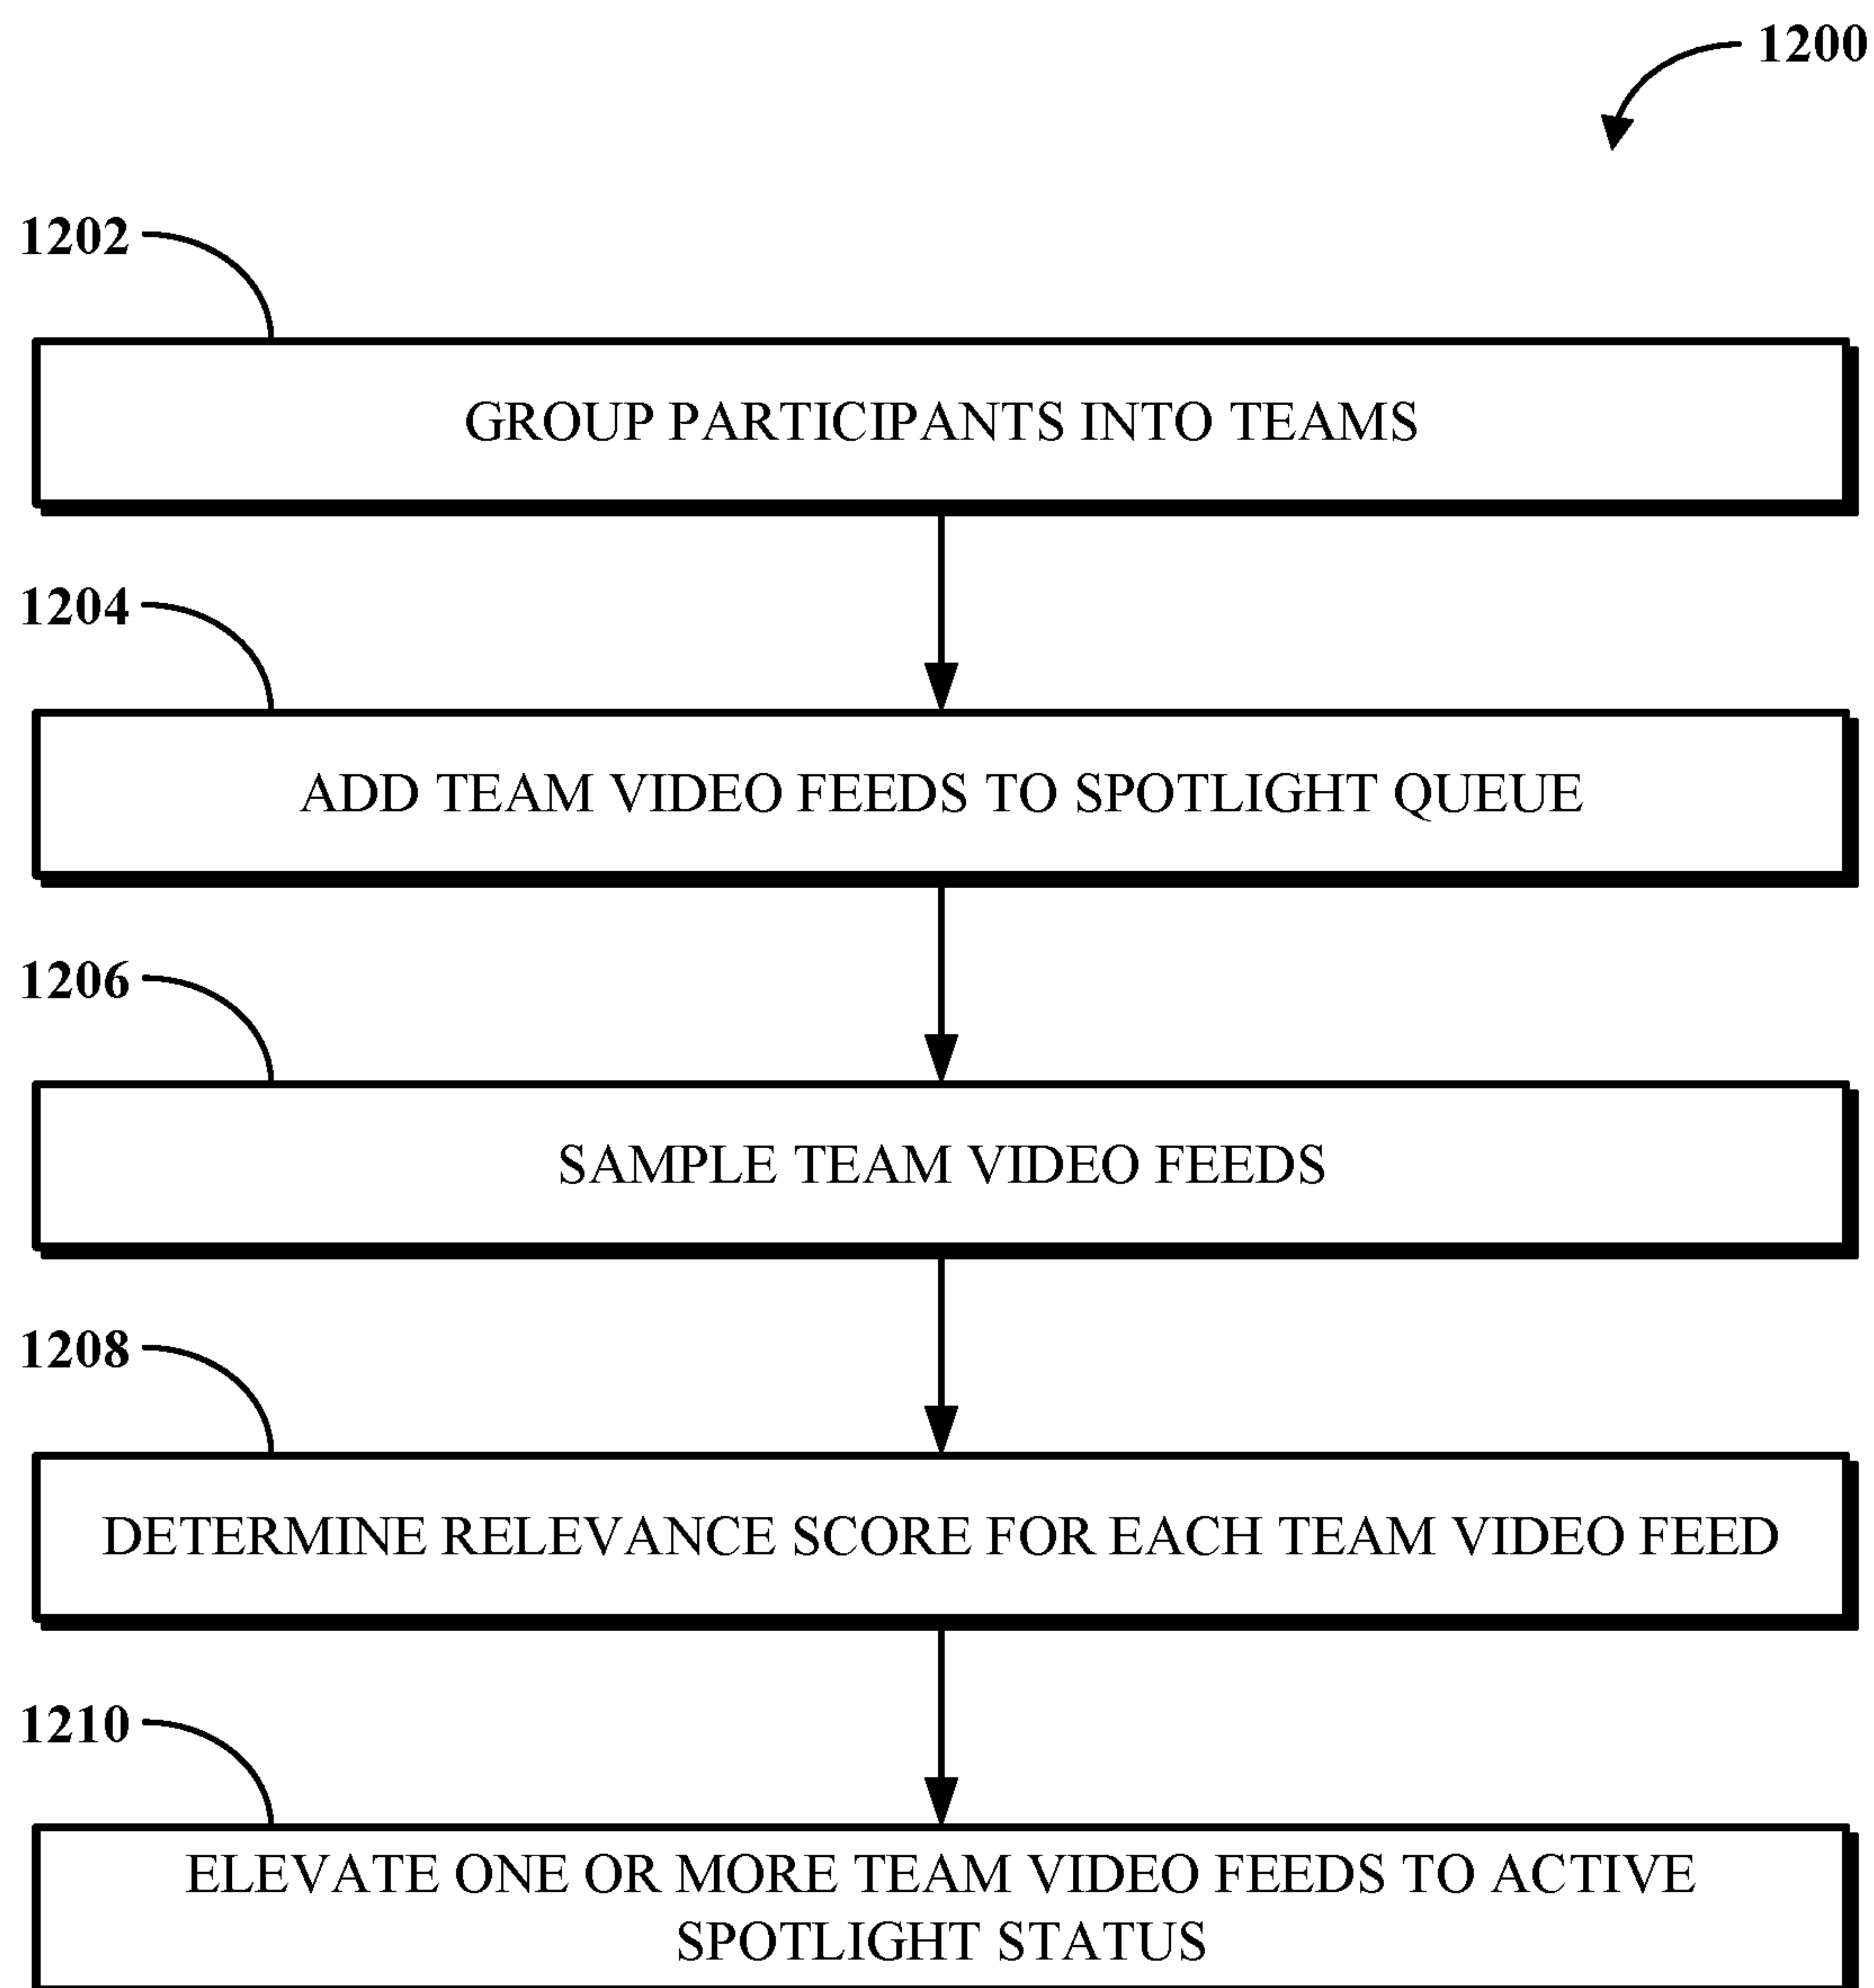 1200
1202
GROUP PARTICIPANTS INTO TEAMS
1204
ADD TEAM VIDEO FEEDS TO SPOTLIGHT QUEUE
1206
SAMPLE TEAM VIDEO FEEDS
1208
DETERMINE RELEVANCE SCORE FOR EACH TEAM VIDEO FEED
1210
ELEVATE ONE OR MORE TEAM VIDEO FEEDS TO ACTIVE
SPOTLIGHT STATUS